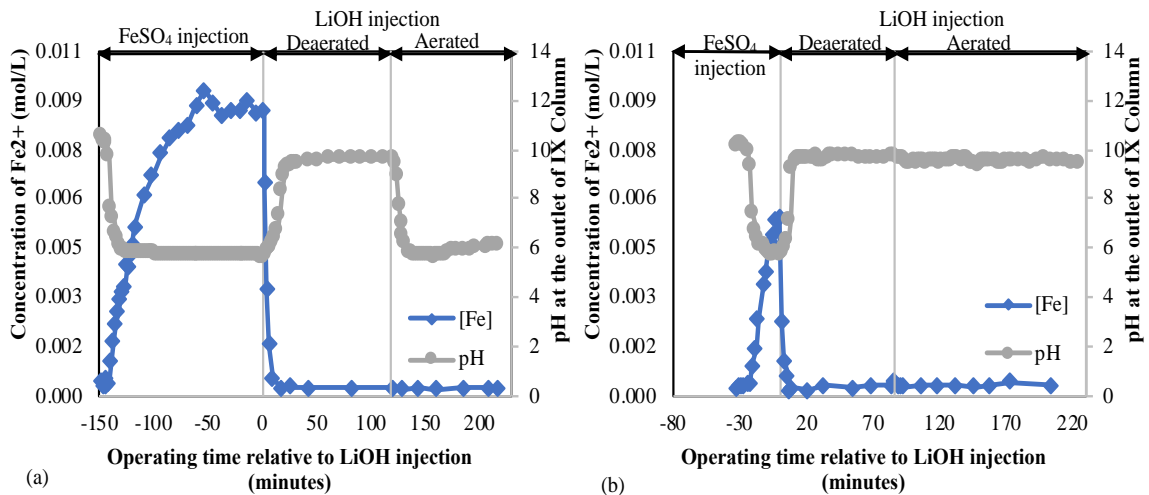 LiOH injection
FeSO₄ injection
Deaerated
Aerated
Concentration of Fe2+ (mol/L)
0.011
0.009
0.008
0.006
0.005
0.003
0.002
0.000
14
12
10
8
6
4
2
0
pH at the outlet of IX Column
[Fe]
pH
-150
-100
-50
0
50
100
150
200
Operating time relative to LiOH injection
(minutes)
(a)
LiOH injection
FeSO₄
injection
Deaerated
Aerated
Concentration of Fe2+ (mol/L)
0.011
0.009
0.008
0.006
0.005
0.003
0.002
0.000
14
12
10
8
6
4
2
0
pH at the outlet of IX Column
[Fe]
pH
-80
-30
20
70
120
170
220
Operating time relative to LiOH injection
(minutes)
(b)